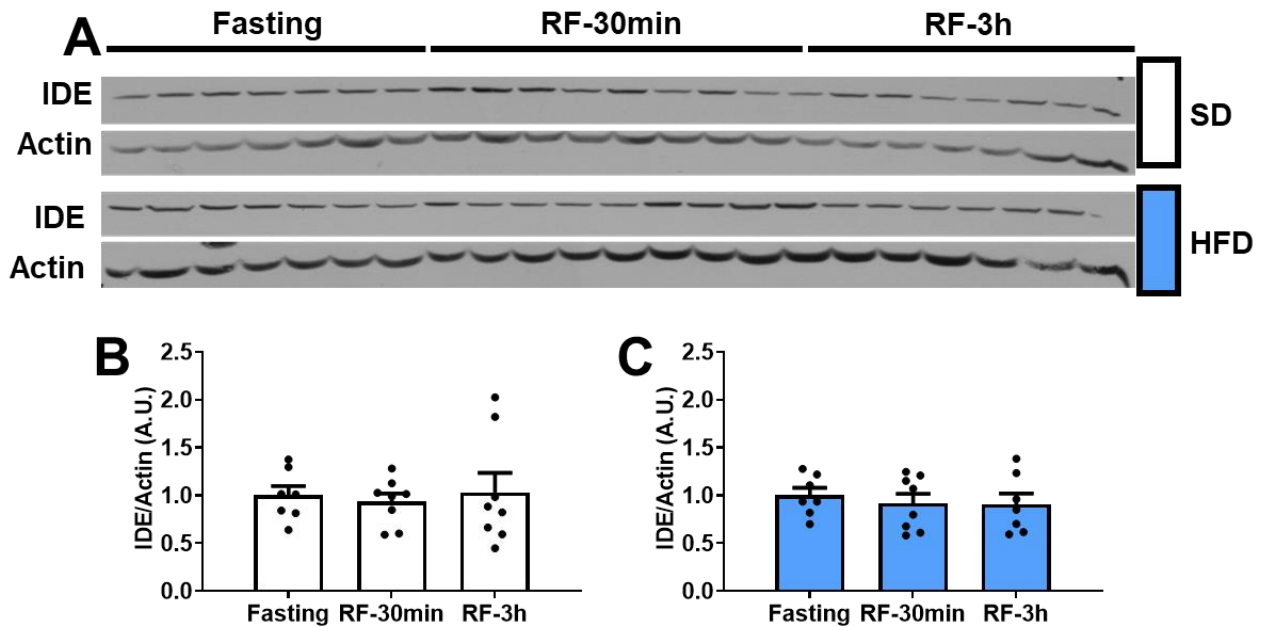 A
Fasting RF-30min RF-3h
IDE
Actin
SD
IDE
Actin
HFD
B
IDE/Actin (A.U.)
2.5
2.0
1.5
1.0
0.5
0.0
Fasting RF-30min RF-3h
C
IDE/Actin (A.U.)
2.5
2.0
1.5
1.0
0.5
0.0
Fasting RF-30min RF-3h